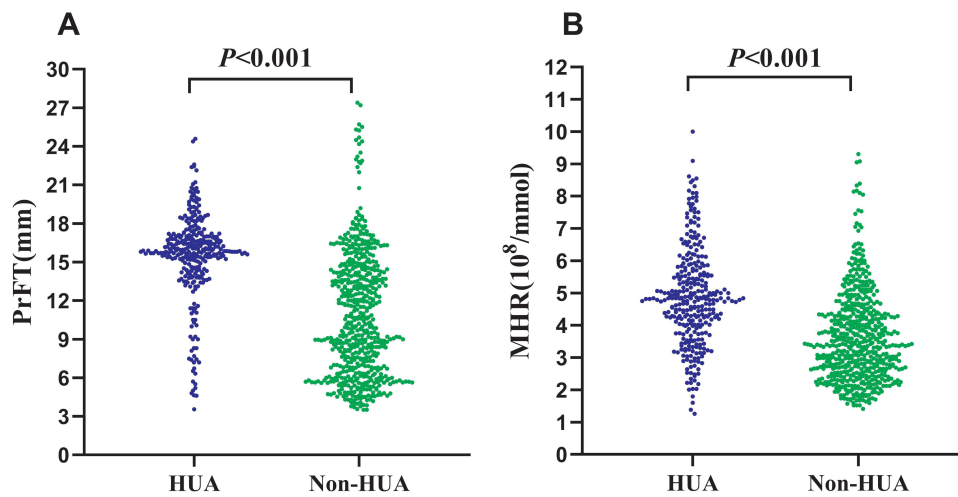 A
P<0.001
PrFT(mm)
30
27
24
21
18
15
12
9
6
3
0
HUA
Non-HUA
B
P<0.001
MHR(10⁸/mmol)
12
11
10
9
8
7
6
5
4
3
2
1
0
HUA
Non-HUA